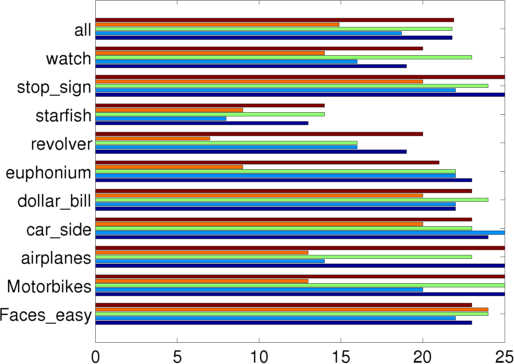 all
watch
stop_sign
starfish
revolver
euphonium
dollar_bill
car_side
airplanes
Motorbikes
Faces_easy
0 5 10 15 20 25